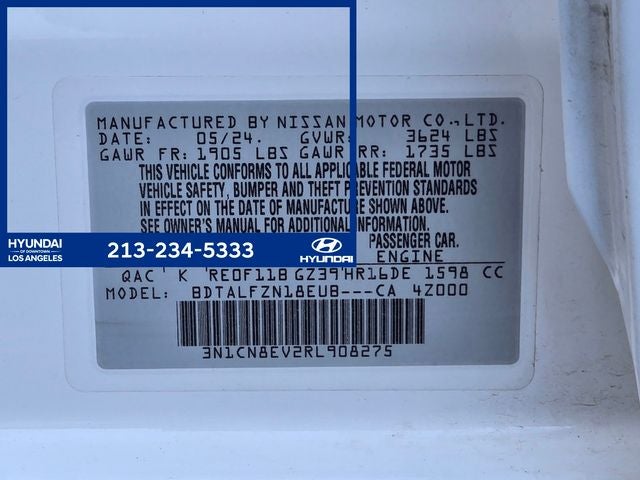 MANUFACTURED BY NISSAN MOTOR CO.,LTD.
DATE: 05/24. GVWR: 3624 LBS
GAWR FR: 1905 LBS GAWR RR: 1735 LBS
THIS VEHICLE CONFORMS TO ALL APPLICABLE FEDERAL MOTOR
VEHICLE SAFETY, BUMPER AND THEFT PREVENTION STANDARDS
IN EFFECT ON THE DATE OF MANUFACTURE SHOWN ABOVE.
SEE OWNER'S MANUAL FOR ADDITIONAL INFORMATION.
PASSENGER CAR.
ENGINE
QAC K RE0F11B GZ39 HR16DE 1598 CC
MODEL: BDTALFZN18EUB---CA 4Z000
3N1CN8EV2RL908275
HYUNDAI
OF DOWNTOWN
LOS ANGELES
213-234-5333
HYUNDAI